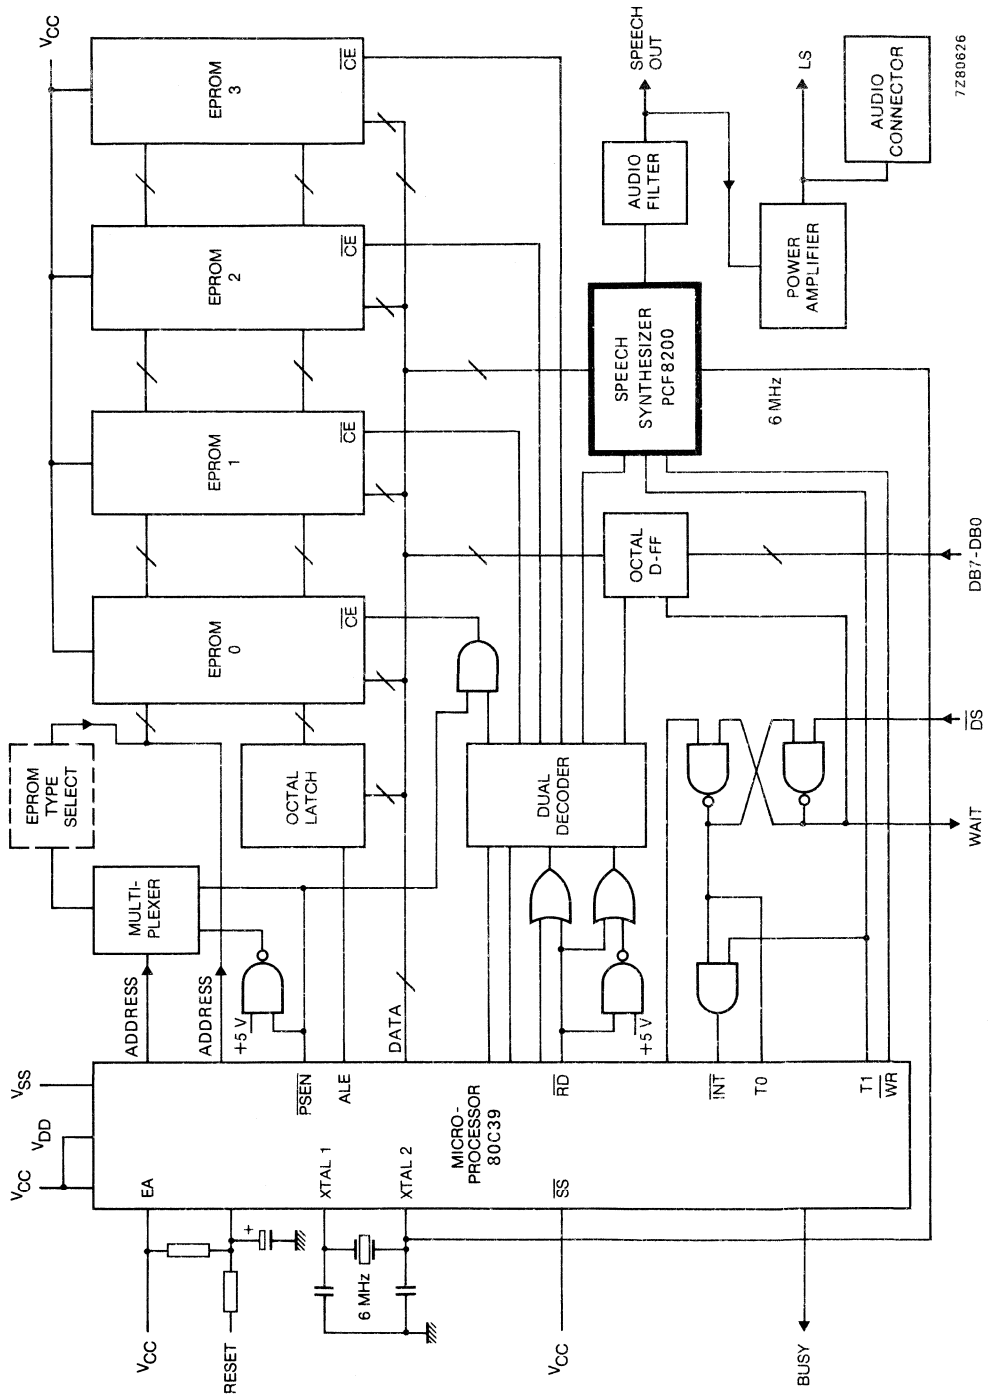 VCC
EPROM
3
CE
EPROM
2
CE
EPROM
1
CE
EPROM
0
CE
EPROM
TYPE
SELECT
OCTAL
LATCH
MULTI-
PLEXER
ADDRESS
ADDRESS
+5 V
DATA
SPEECH
OUT
AUDIO
FILTER
LS
AUDIO
CONNECTOR
POWER
AMPLIFIER
SPEECH
SYNTHESIZER
PCF8200
6 MHz
OCTAL
D-FF
DB7-DB0
DUAL
DECODER
+5 V
DS
WAIT
VSS
VDD
VCC
EA
PSEN
ALE
XTAL 1
XTAL 2
MICRO-
PROCESSOR
80C39
RD
SS
INT
T0
T1
WR
+
6 MHz
VCC
RESET
VCC
BUSY
7Z80626